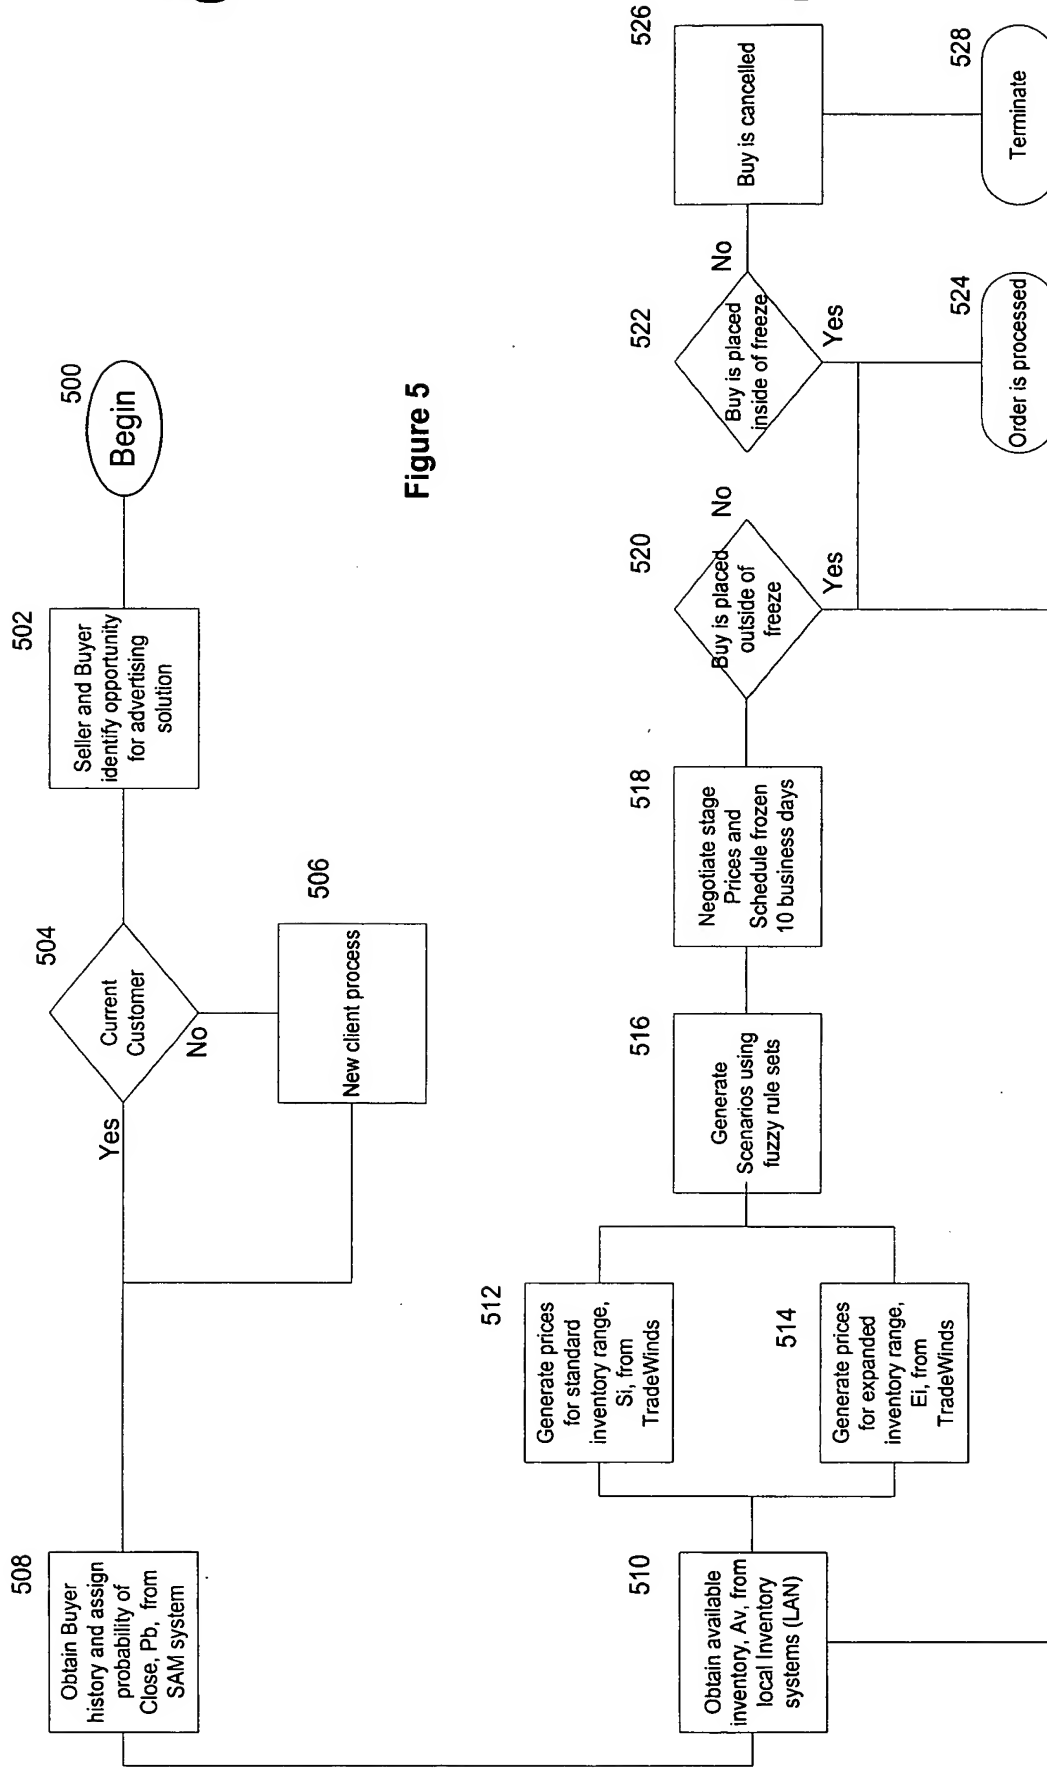 Figure 5
500
Begin
502
Seller and Buyer
identify opportunity
for advertising
solution
504
Current
Customer
Yes
No
506
New client process
508
Obtain Buyer
history and assign
probability of
Close, Pb, from
SAM system
510
Obtain available
inventory, Av, from
local Inventory
systems (LAN)
512
Generate prices
for standard
inventory range,
Si, from
TradeWinds
514
Generate prices
for expanded
inventory range,
Ei, from
TradeWinds
516
Generate
Scenarios using
fuzzy rule sets
518
Negotiate stage
Prices and
Schedule frozen
10 business days
520
Buy is placed
outside of
freeze
No
Yes
522
Buy is placed
inside of freeze
No
Yes
524
Order is processed
526
Buy is cancelled
528
Terminate